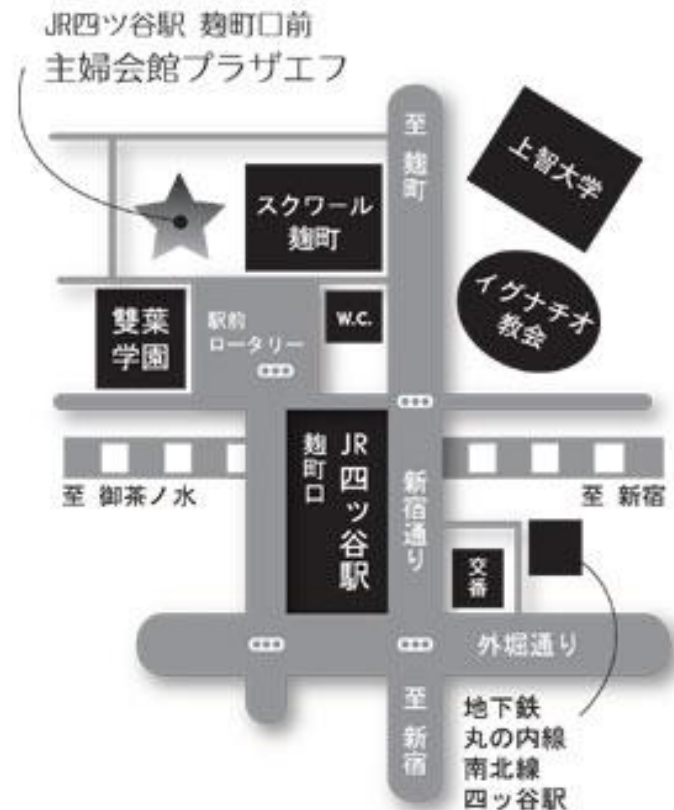 JR四ツ谷駅 麹町口前
主婦会館プラザエフ
至 麹町
上智大学
スクワール
麹町
イグナチオ
教会
雙葉
学園
駅前
ロータリー
W.C.
JR四ツ谷駅
麹町口
新宿通り
至 御茶ノ水
至 新宿
交番
外堀通り
至 新宿
地下鉄
丸の内線
南北線
四ッ谷駅